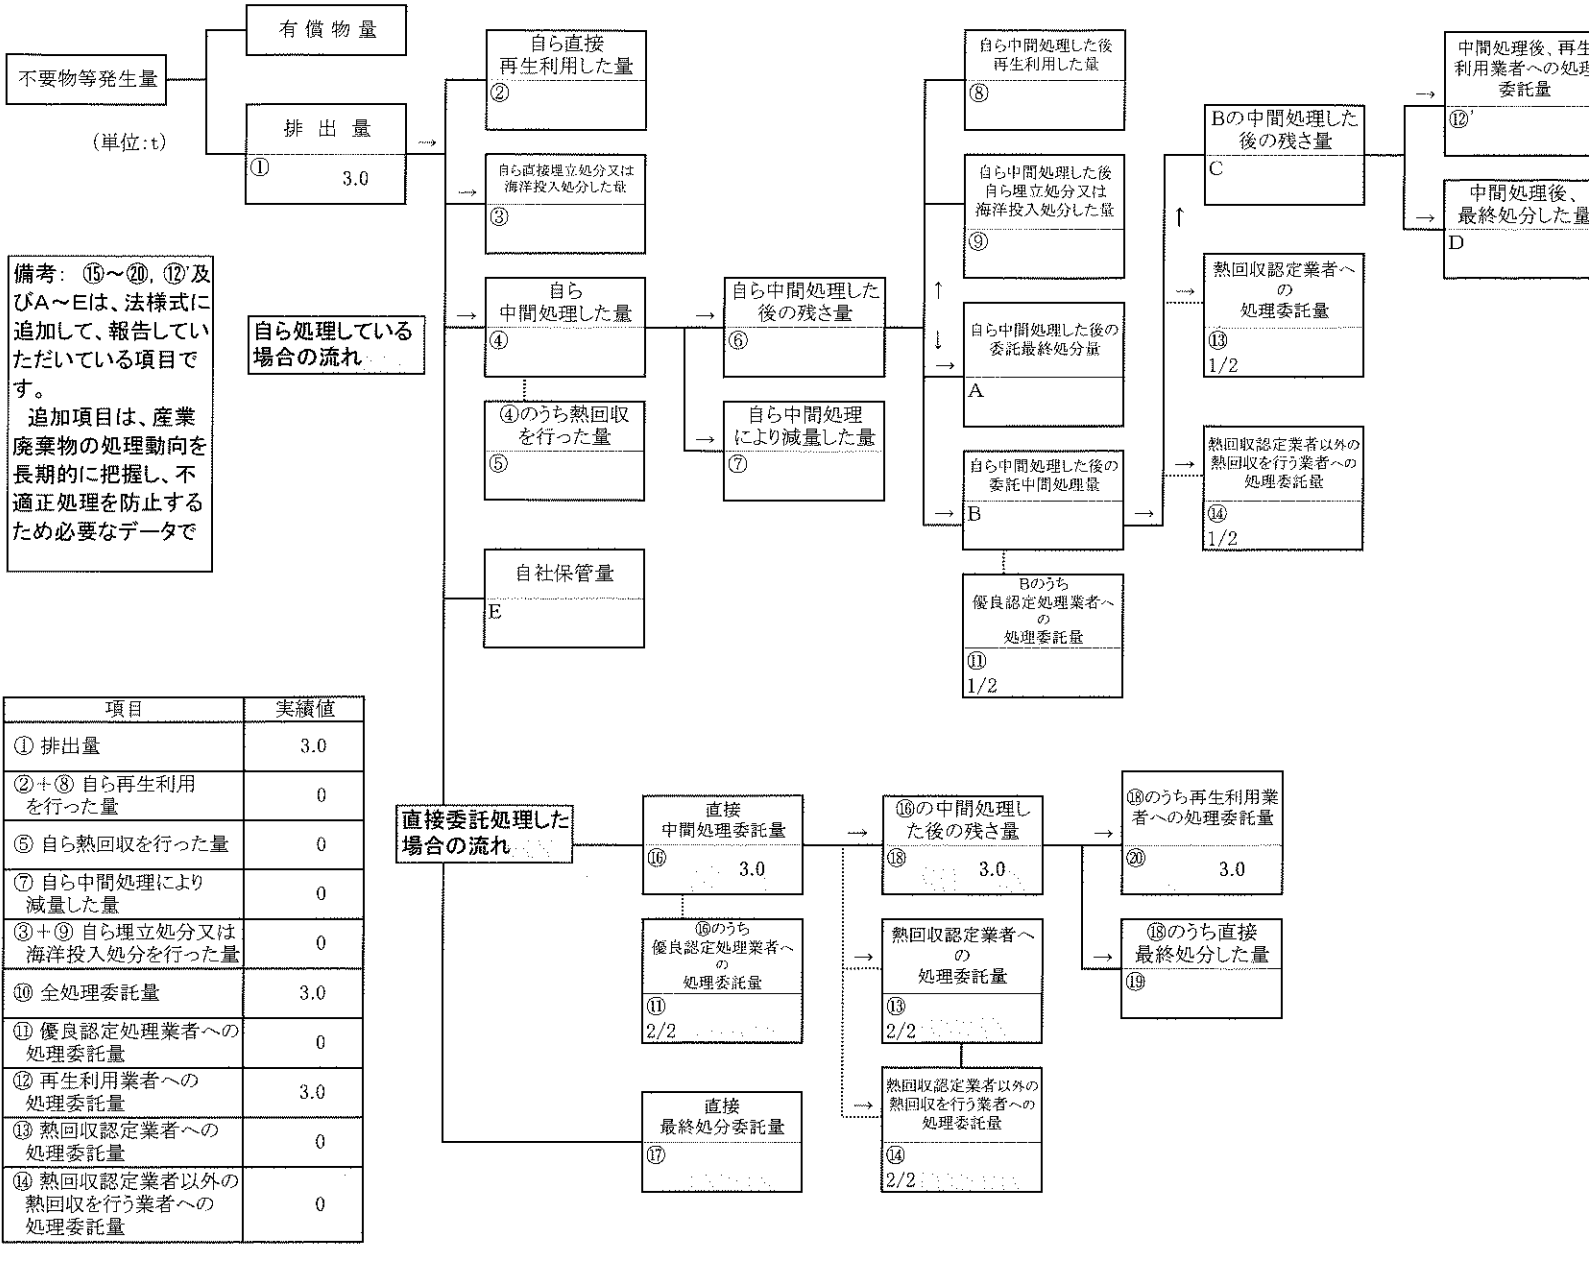 不要物等発生量
(単位:t)
有償物量
排出量
①
3.0
→
備考: ⑮~⑳, ⑫'及
びA~Eは、法様式に
追加して、報告してい
ただいている項目で
す。
追加項目は、産業
廃棄物の処理動向を
長期的に把握し、不
適正処理を防止する
ため必要なデータで
自ら処理している
場合の流れ
自ら直接
再生利用した量
②
→
自ら直接埋立処分又は
海洋投入処分した量
③
→
自ら
中間処理した量
④
④のうち熱回収
を行った量
⑤
自社保管量
E
→
自ら中間処理した
後の残さ量
⑥
→
自ら中間処理
により減量した量
⑦
自ら中間処理した後
再生利用した量
⑧
自ら中間処理した後
自ら埋立処分又は
海洋投入処分した量
⑨
↑
↓
→
自ら中間処理した後の
委託最終処分量
A
→
自ら中間処理した後の
委託中間処理量
B
→
Bのうち
優良認定処理業者へ
の
処理委託量
⑪
1/2
Bの中間処理した
後の残さ量
C
↑
→
熱回収認定業者へ
の
処理委託量
⑬
1/2
→
熱回収認定業者以外の
熱回収を行う業者への
処理委託量
⑭
1/2
→
中間処理後、再生
利用業者への処理
委託量
⑫'
→
中間処理後、
最終処分した量
D
項目 実績値
① 排出量 3.0
②+⑧ 自ら再生利用
を行った量 0
⑤ 自ら熱回収を行った量 0
⑦ 自ら中間処理により
減量した量 0
③+⑨ 自ら埋立処分又は
海洋投入処分を行った量 0
⑩ 全処理委託量 3.0
⑪ 優良認定処理業者への
処理委託量 0
⑫ 再生利用業者への
処理委託量 3.0
⑬ 熱回収認定業者への
処理委託量 0
⑭ 熱回収認定業者以外の
熱回収を行う業者への
処理委託量 0
直接委託処理した
場合の流れ
直接
中間処理委託量
⑯
3.0
⑯のうち
優良認定処理業者へ
の
処理委託量
⑪
2/2
直接
最終処分委託量
⑰
→
⑯の中間処理し
た後の残さ量
⑱
3.0
→
熱回収認定業者へ
の
処理委託量
⑬
2/2
→
熱回収認定業者以外の
熱回収を行う業者への
処理委託量
⑭
2/2
→
⑱のうち再生利用業
者への処理委託量
⑳
3.0
→
⑱のうち直接
最終処分した量
⑲